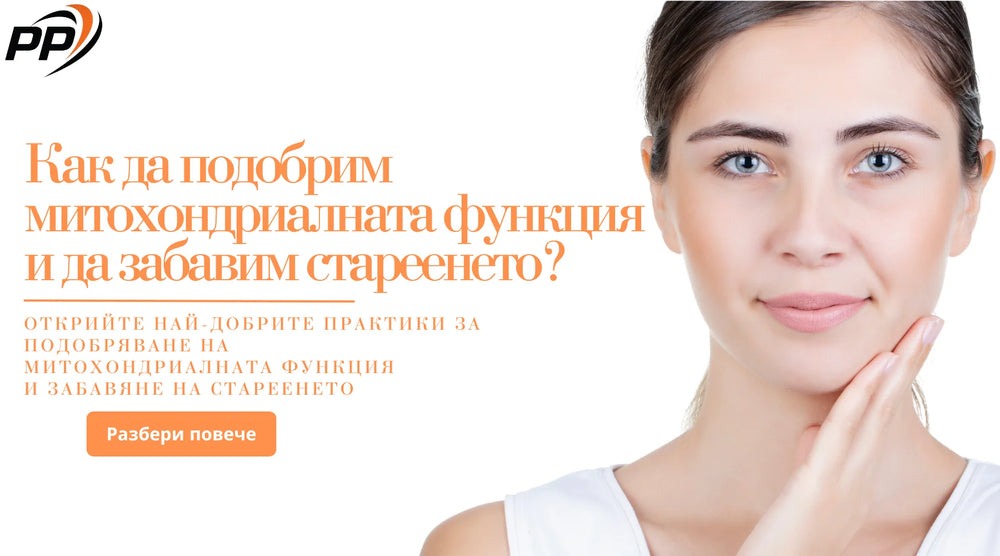 PP
Как да подобрим
митохондриалната функция
и да забавим стареенето?
ОТКРИЙТЕ НАЙ-ДОБРИТЕ ПРАКТИКИ ЗА
ПОДОБРЯВАНЕ НА
МИТОХОНДРИАЛНАТА ФУНКЦИЯ
И ЗАБАВЯНЕ НА СТАРЕЕНЕТО
Разбери повече